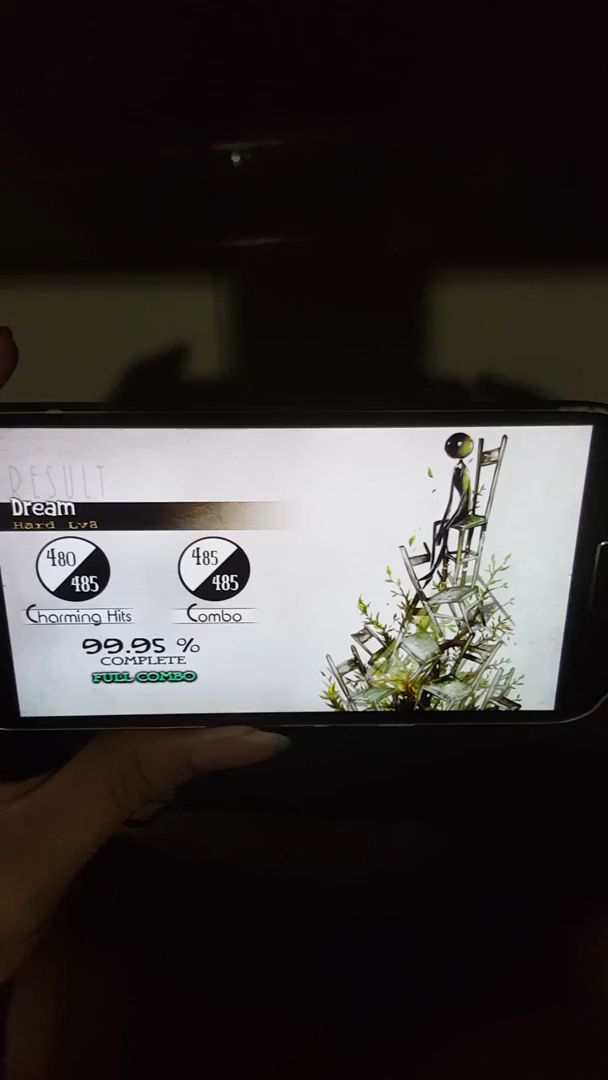 RESULT
Dream
Hard Lv8
480
485
Charming Hits
485
485
Combo
99.95 %
COMPLETE
FULL COMBO